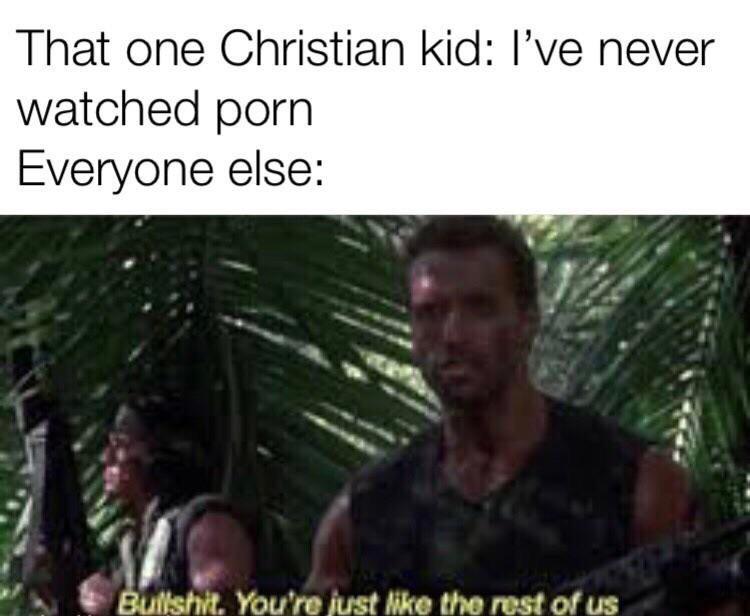 That one Christian kid: I’ve never
watched porn
Everyone else:
Bullshit. You're just like the rest of us